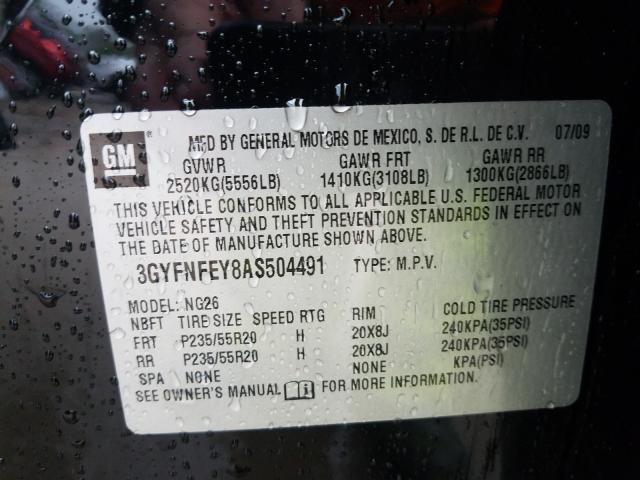 GM
MFD BY GENERAL MOTORS DE MEXICO, S. DE R.L. DE C.V. 07/09
GVWR GAWR FRT GAWR RR
2520KG(5556LB) 1410KG(3108LB) 1300KG(2866LB)
THIS VEHICLE CONFORMS TO ALL APPLICABLE U.S. FEDERAL MOTOR
VEHICLE SAFETY AND THEFT PREVENTION STANDARDS IN EFFECT ON
THE DATE OF MANUFACTURE SHOWN ABOVE.
3GYFNFEY8AS504491 TYPE: M.P.V.
MODEL: NG26
NBFT TIRE SIZE SPEED RTG RIM COLD TIRE PRESSURE
FRT P235/55R20 H 20X8J 240KPA(35PSI)
RR P235/55R20 H 20X8J 240KPA(35PSI)
SPA NONE NONE KPA(PSI)
SEE OWNER'S MANUAL FOR MORE INFORMATION.